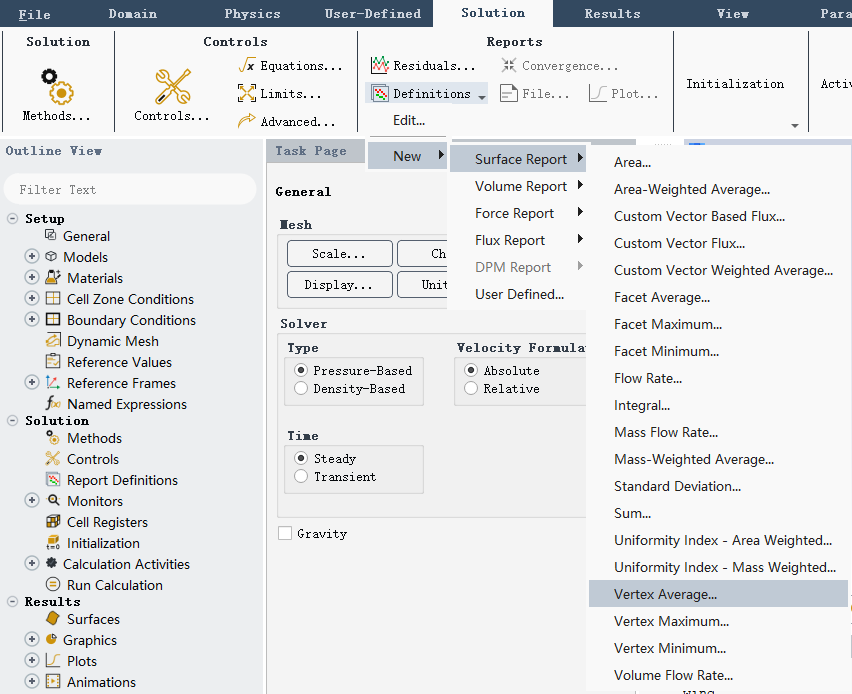 File Domain Physics User-Defined Solution Results View Para
Solution Controls Reports
Methods... Controls... Equations... Limits... Advanced...
Residuals... Convergence...
Definitions File... Plot...
Initialization Activ
Edit...
New
Outline View
Filter Text
Setup
General
Models
Materials
Cell Zone Conditions
Boundary Conditions
Dynamic Mesh
Reference Values
Reference Frames
Named Expressions
Solution
Methods
Controls
Report Definitions
Monitors
Cell Registers
Initialization
Calculation Activities
Run Calculation
Results
Surfaces
Graphics
Plots
Animations
Task Page
General
Mesh
Scale... Ch
Display... Unit
Solver
Type
Pressure-Based
Density-Based
Velocity Formula
Absolute
Relative
Time
Steady
Transient
Gravity
Surface Report
Volume Report
Force Report
Flux Report
DPM Report
User Defined...
Area...
Area-Weighted Average...
Custom Vector Based Flux...
Custom Vector Flux...
Custom Vector Weighted Average...
Facet Average...
Facet Maximum...
Facet Minimum...
Flow Rate...
Integral...
Mass Flow Rate...
Mass-Weighted Average...
Standard Deviation...
Sum...
Uniformity Index - Area Weighted...
Uniformity Index - Mass Weighted...
Vertex Average...
Vertex Maximum...
Vertex Minimum...
Volume Flow Rate...